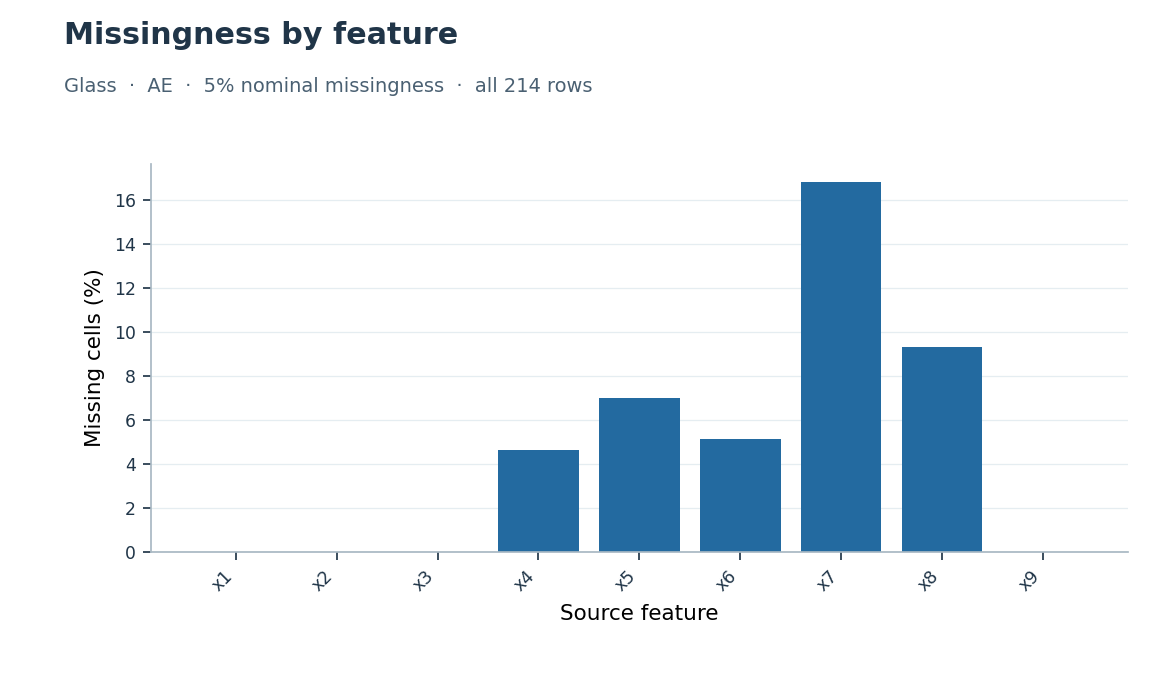 Missingness by feature
Glass · AE · 5% nominal missingness · all 214 rows
16
14
12
10
8
6
4
2
0
Missing cells (%)
x1 x2 x3 x4 x5 x6 x7 x8 x9
Source feature